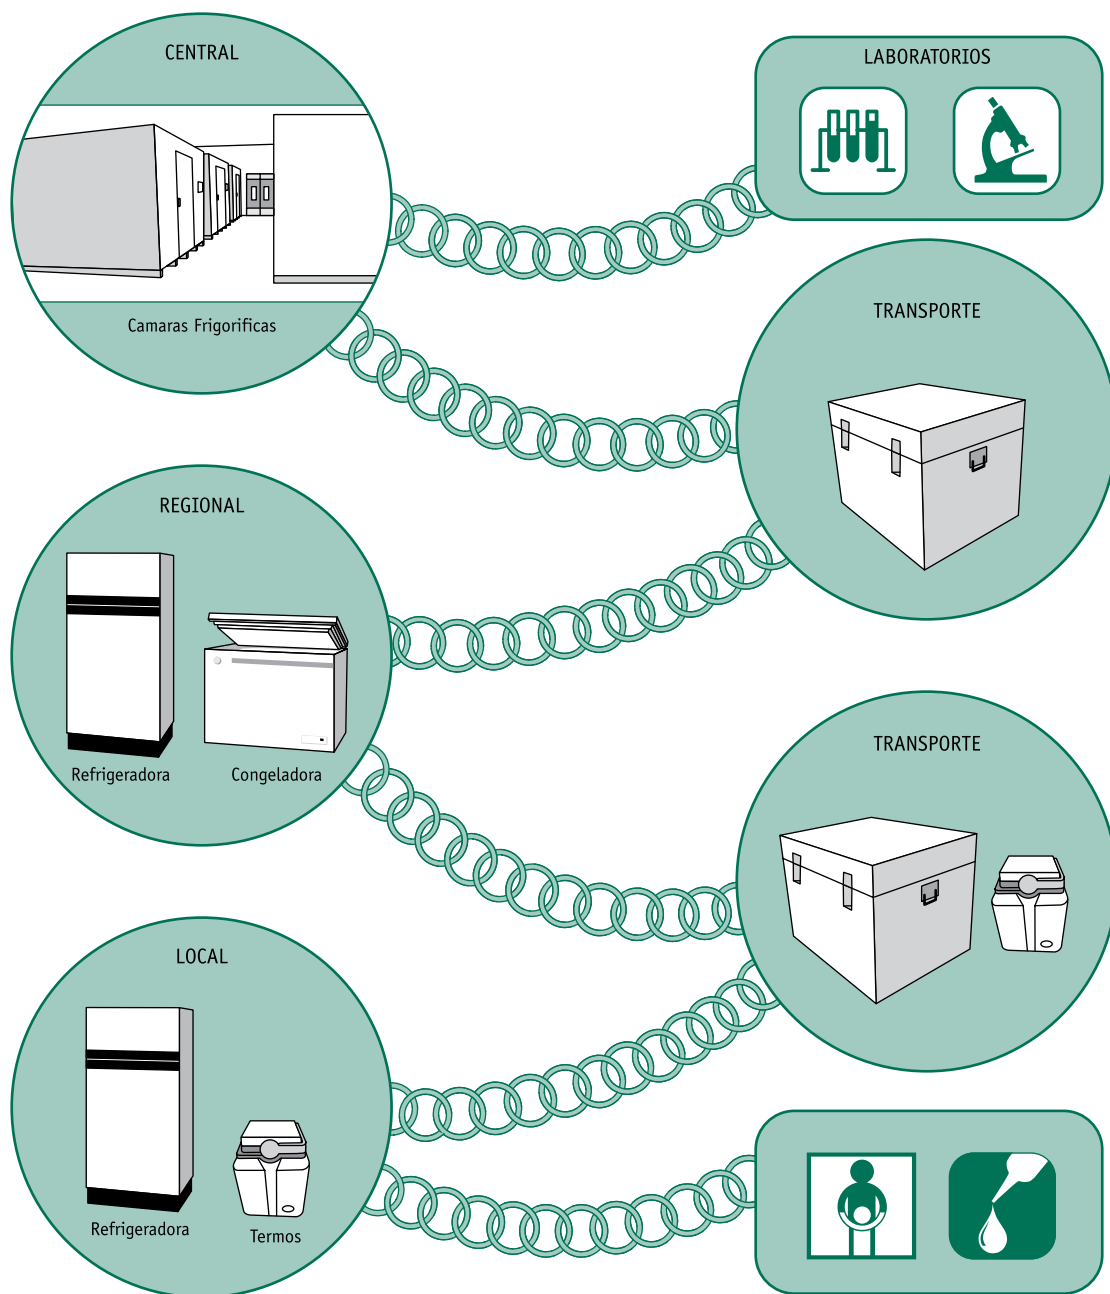 CENTRAL
Camaras Frigorificas
LABORATORIOS
TRANSPORTE
REGIONAL
Refrigeradora
Congeladora
TRANSPORTE
LOCAL
Refrigeradora
Termos